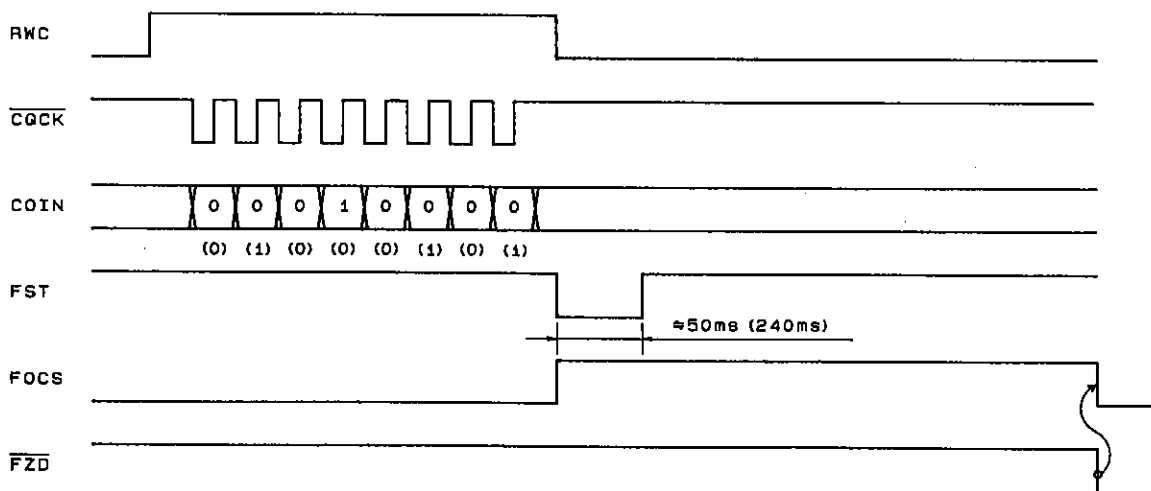 RWC
CQCK
COIN 0 0 0 1 0 0 0 0
(0) (1) (0) (0) (0) (1) (0) (1)
FST
≈50ms (240ms)
FOCS
FZD